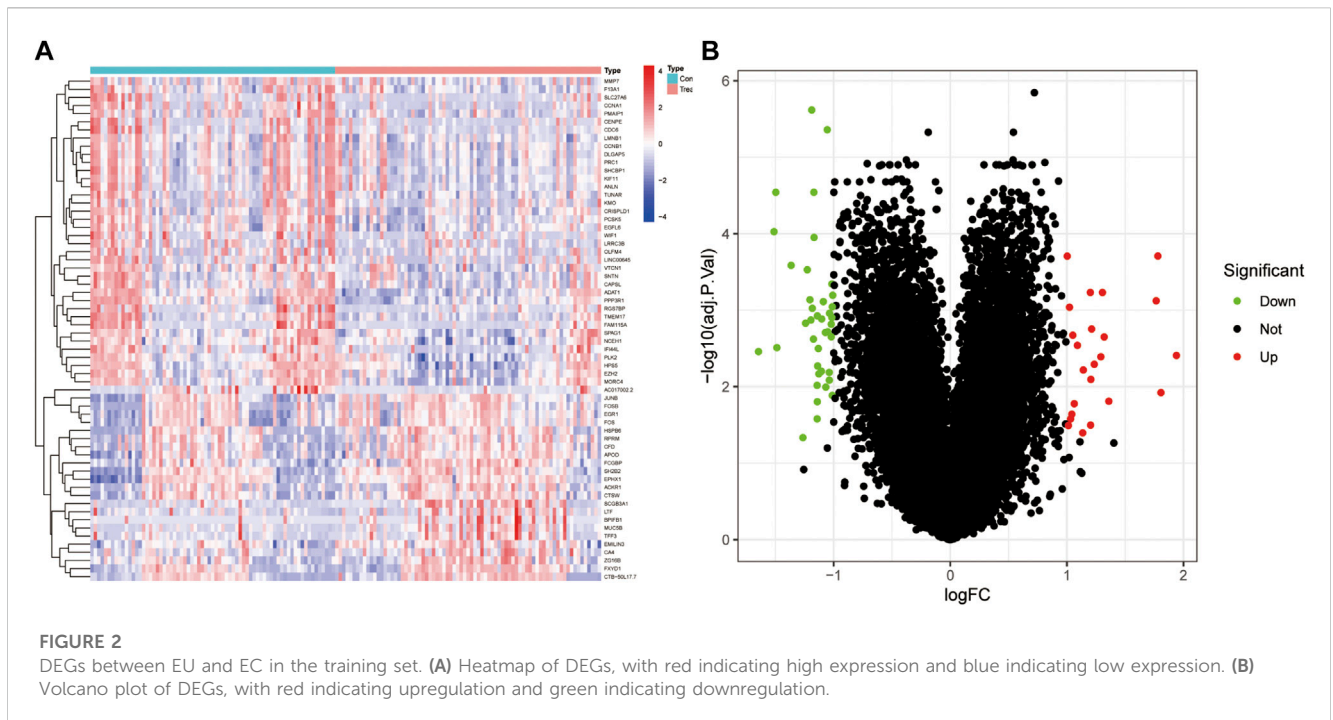 A
Type
MMP7
F13A1
SLC27A6
CCNA1
PMAIP1
CENPE
CDO6
LMNB1
CCNB1
DLGAP5
PRC1
SHCBP1
KIF11
ANLN
TUNAR
KMO
CRISPLD1
PCSK5
EGFL6
WIF1
LRRC3B
OLFM4
LINC00645
VTCN1
SNTN
CAPSL
ADAT1
PPP3R1
RGS7BP
TMEM17
FAM115A
SPAG1
NCEH1
IFI44L
PLK2
HPS5
EZH2
MORC4
AC017002.2
JUNB
FOSB
EGR1
FOS
HSPB6
RPRM
CFD
APOD
FCGBP
SH2B2
EPHX1
ACKR1
CTSW
SCGB3A1
LTF
BPIFB1
MUC5B
TFF3
EMILIN3
CA4
ZG16B
FXYD1
CTB−50L17.7
4
2
0
−2
−4
Type
Con
Trea
B
6
4
2
0
−log10(adj.P.Val)
−1
0
1
2
logFC
Significant
Down
Not
Up
FIGURE 2
DEGs between EU and EC in the training set. (A) Heatmap of DEGs, with red indicating high expression and blue indicating low expression. (B)
Volcano plot of DEGs, with red indicating upregulation and green indicating downregulation.